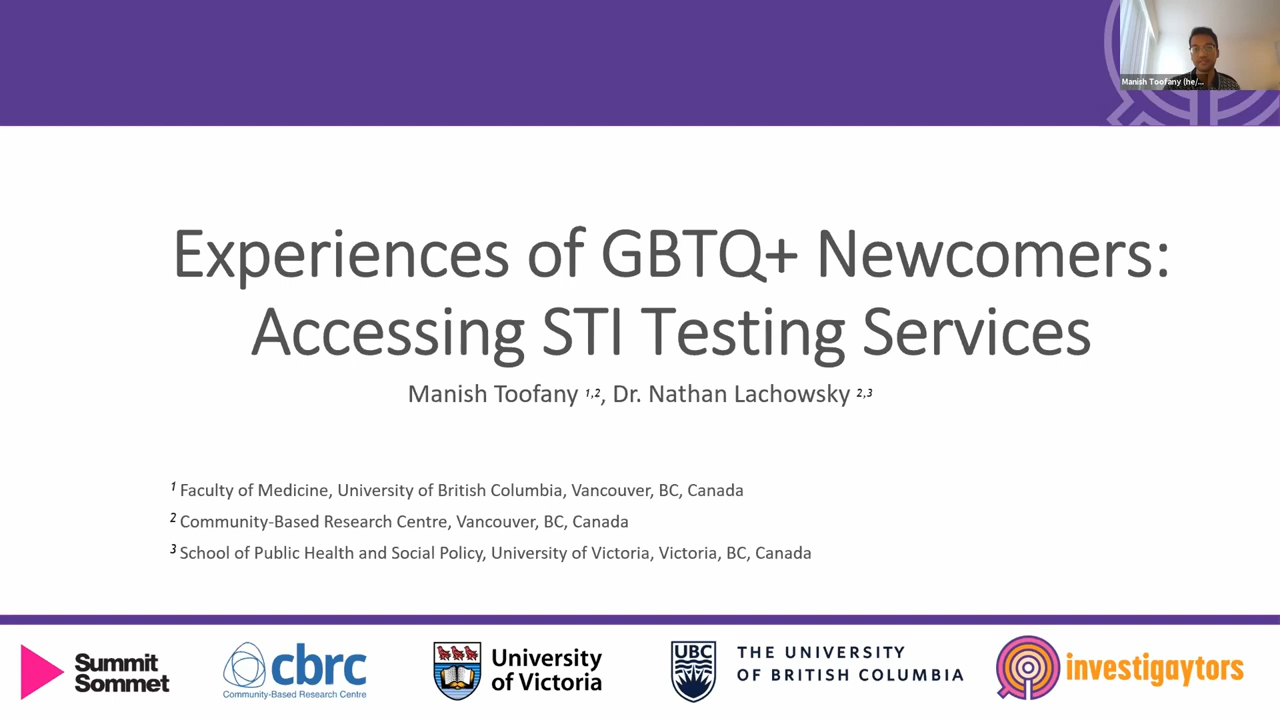 Manish Toofany (he/...
Experiences of GBTQ+ Newcomers:
Accessing STI Testing Services
Manish Toofany 1,2, Dr. Nathan Lachowsky 2,3
1 Faculty of Medicine, University of British Columbia, Vancouver, BC, Canada
2 Community-Based Research Centre, Vancouver, BC, Canada
3 School of Public Health and Social Policy, University of Victoria, Victoria, BC, Canada
Summit
Sommet
cbrc
Community-Based Research Centre
University
of Victoria
UBC
THE UNIVERSITY
OF BRITISH COLUMBIA
investigaytors